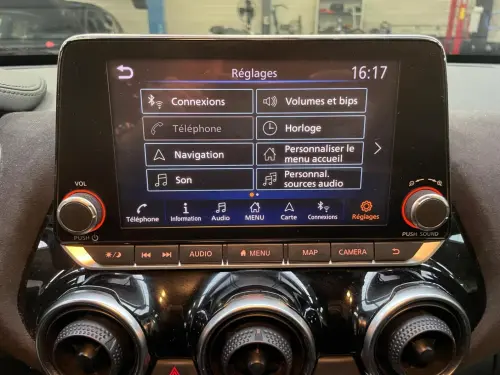 Réglages
16:17
Connexions
Volumes et bips
Téléphone
Horloge
Navigation
Personnaliser le
menu accueil
Son
Personnal.
sources audio
Téléphone
Information
Audio
MENU
Carte
Connexions
Réglages
VOL
PUSH
PUSH SOUND
AUDIO
MENU
MAP
CAMERA